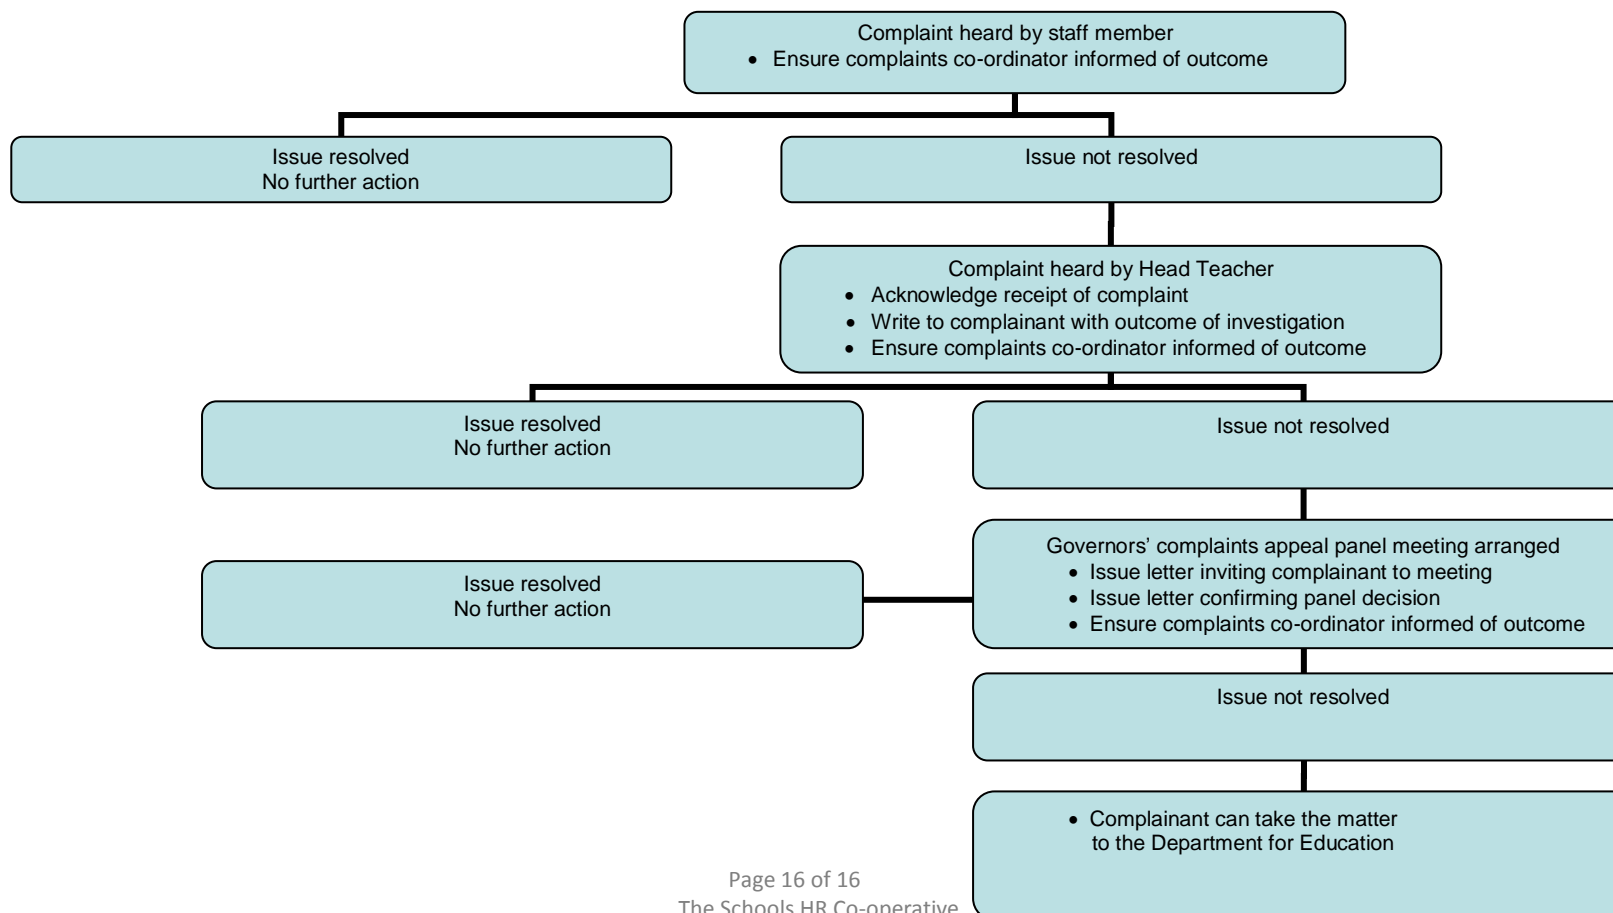 Complaint heard by staff member
• Ensure complaints co-ordinator informed of outcome
Issue resolved
No further action
Issue not resolved
Complaint heard by Head Teacher
• Acknowledge receipt of complaint
• Write to complainant with outcome of investigation
• Ensure complaints co-ordinator informed of outcome
Issue resolved
No further action
Issue not resolved
Governors’ complaints appeal panel meeting arranged
• Issue letter inviting complainant to meeting
• Issue letter confirming panel decision
• Ensure complaints co-ordinator informed of outcome
Issue resolved
No further action
Issue not resolved
• Complainant can take the matter
to the Department for Education
Page 16 of 16
The Schools HR Co-operative